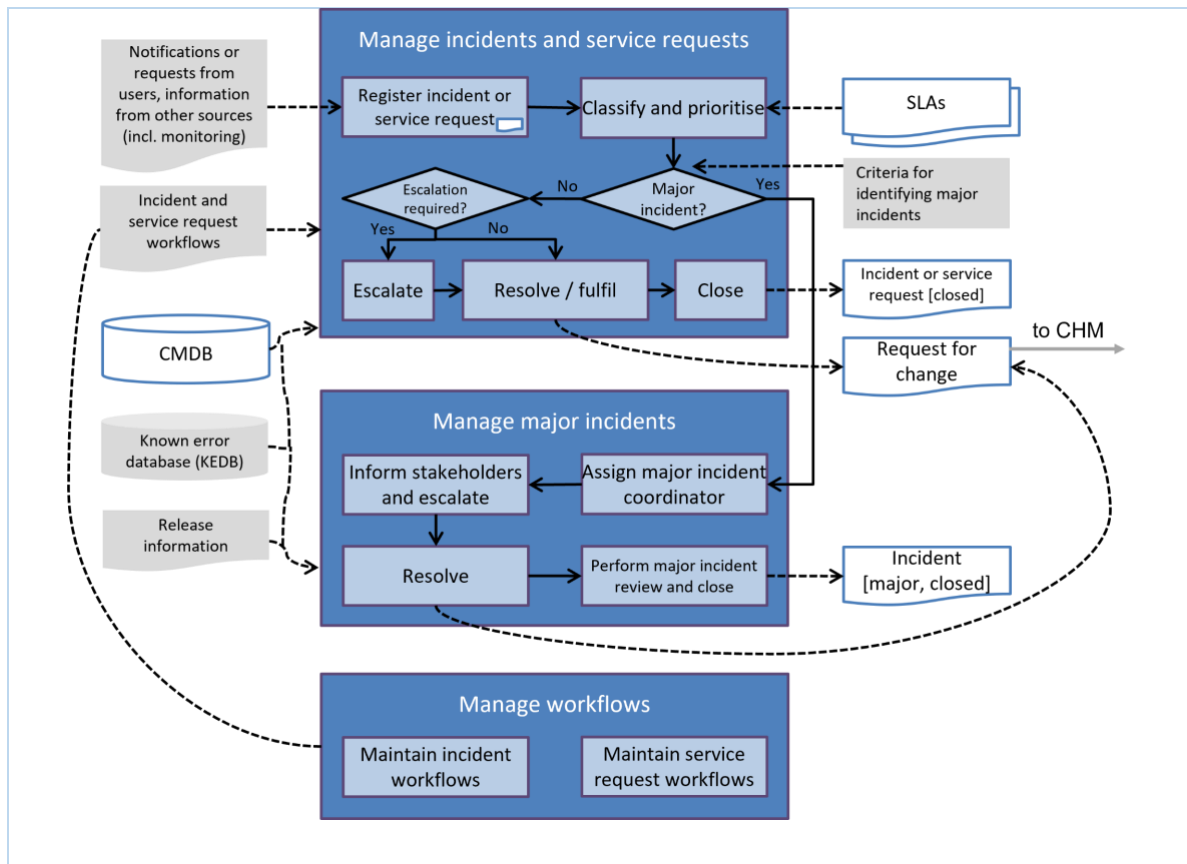 Manage incidents and service requests
Notifications or
requests from
users, information
from other sources
(incl. monitoring)
Register incident or
service request
Classify and prioritise
SLAs
Criteria for
identifying major
incidents
Incident and
service request
workflows
Escalation
required?
No
Major
incident?
Yes
Yes
No
Escalate
Resolve / fulfil
Close
Incident or service
request [closed]
CMDB
Request for
change
to CHM
Manage major incidents
Known error
database (KEDB)
Inform stakeholders
and escalate
Assign major incident
coordinator
Release
information
Resolve
Perform major incident
review and close
Incident
[major, closed]
Manage workflows
Maintain incident
workflows
Maintain service
request workflows